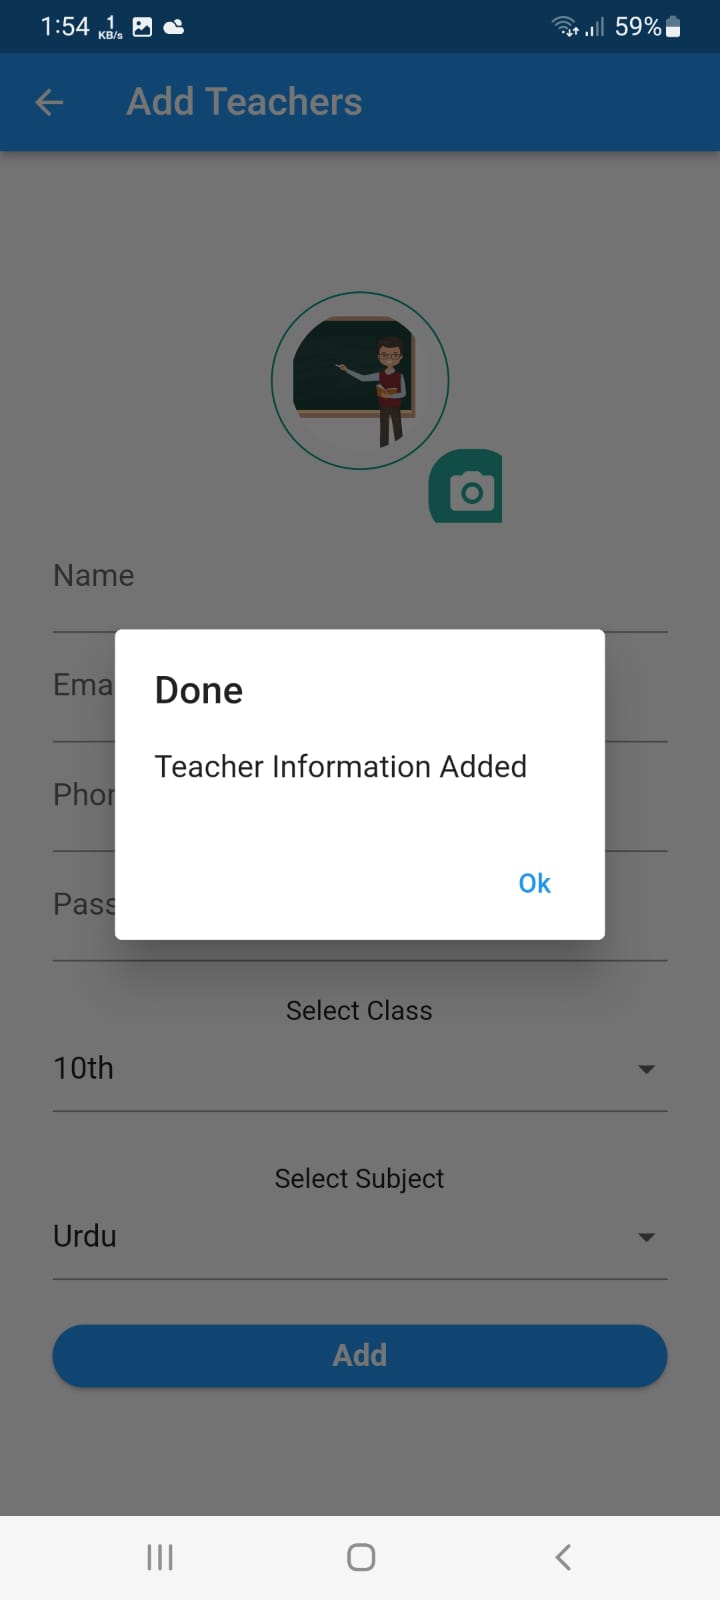 1:54 1 KB/s 59%
Add Teachers
Name
Ema
Done
Teacher Information Added
Phon
Ok
Pass
Select Class
10th
Select Subject
Urdu
Add